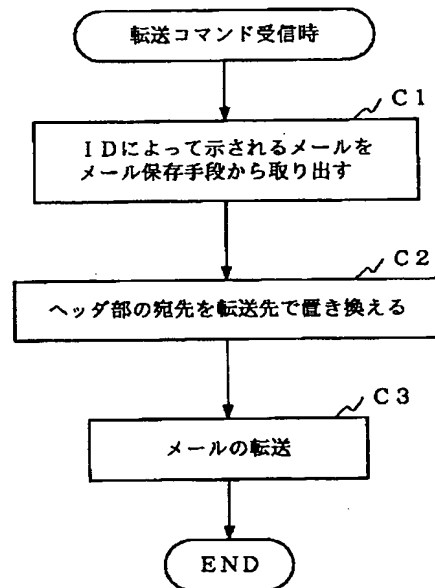 転送コマンド受信時
C1
IDによって示されるメールを
メール保存手段から取り出す
C2
ヘッダ部の宛先を転送先で置き換える
C3
メールの転送
END